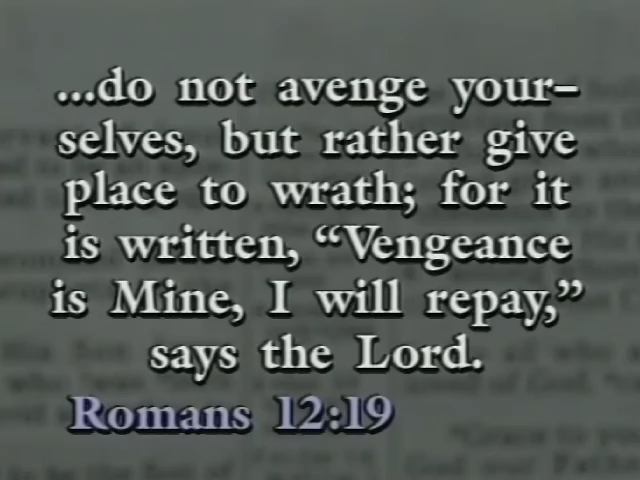 ...do not avenge your-
selves, but rather give
place to wrath; for it
is written, “Vengeance
is Mine, I will repay,”
says the Lord.
Romans 12:19